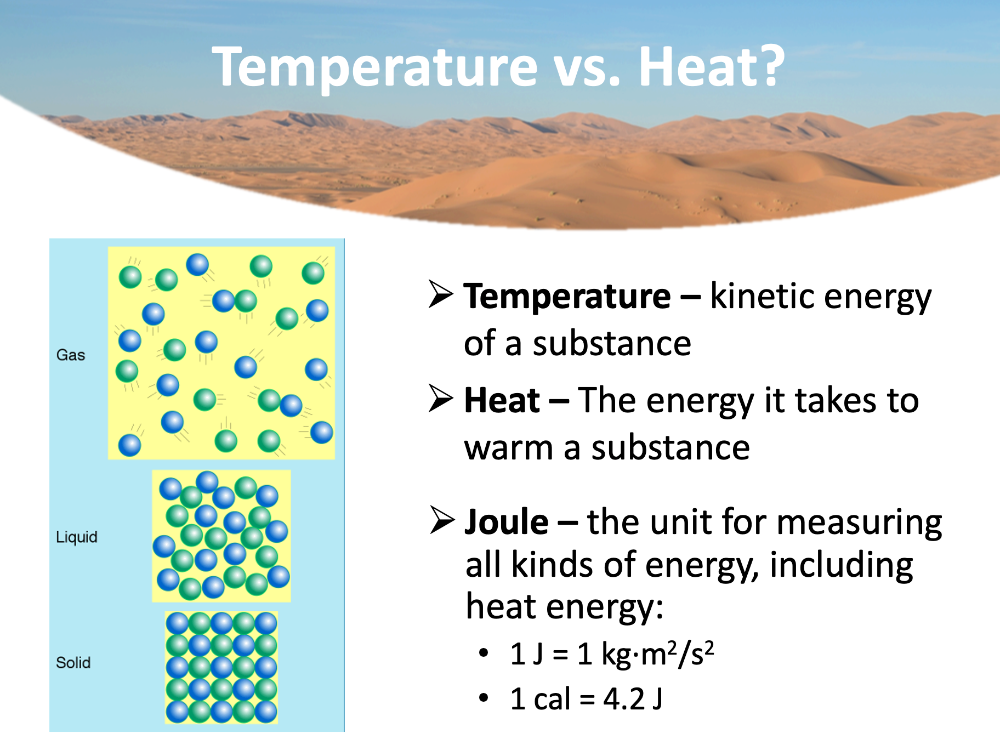 Temperature vs. Heat?
Gas
Liquid
Solid
➢ Temperature – kinetic energy
of a substance
➢ Heat – The energy it takes to
warm a substance
➢ Joule – the unit for measuring
all kinds of energy, including
heat energy:
• 1 J = 1 kg·m²/s²
• 1 cal = 4.2 J